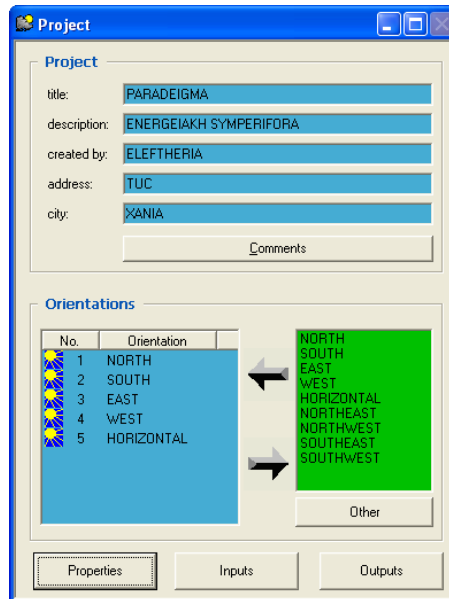 Project
Project
title: PARADEIGMA
description: ENERGEIAKH SYMPERIFORA
created by: ELEFTHERIA
address: TUC
city: XANIA
Comments
Orientations
No. Orientation
1 NORTH
2 SOUTH
3 EAST
4 WEST
5 HORIZONTAL
NORTH
SOUTH
EAST
WEST
HORIZONTAL
NORTHEAST
NORTHWEST
SOUTHEAST
SOUTHWEST
Other
Properties Inputs Outputs